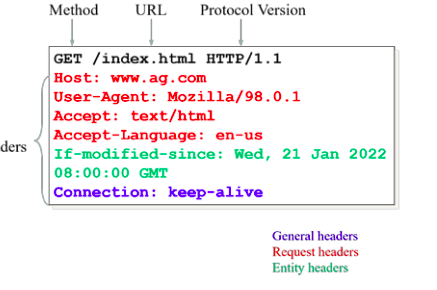 Method URL Protocol Version
GET /index.html HTTP/1.1
Host: www.ag.com
User-Agent: Mozilla/98.0.1
Accept: text/html
Accept-Language: en-us
ders
If-modified-since: Wed, 21 Jan 2022
08:00:00 GMT
Connection: keep-alive
General headers
Request headers
Entity headers